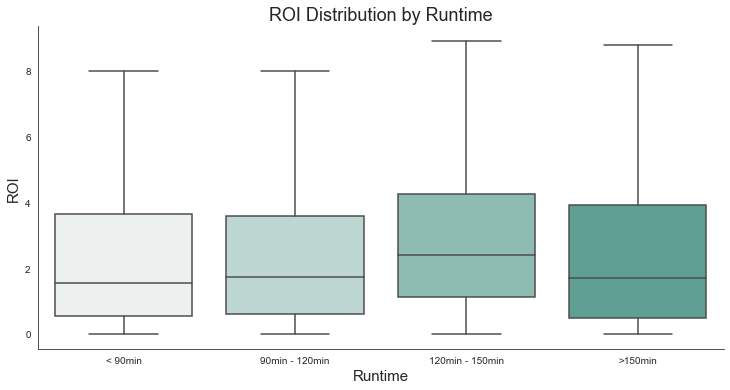 ROI Distribution by Runtime
ROI
8
6
4
2
0
< 90min
90min - 120min
120min - 150min
>150min
Runtime